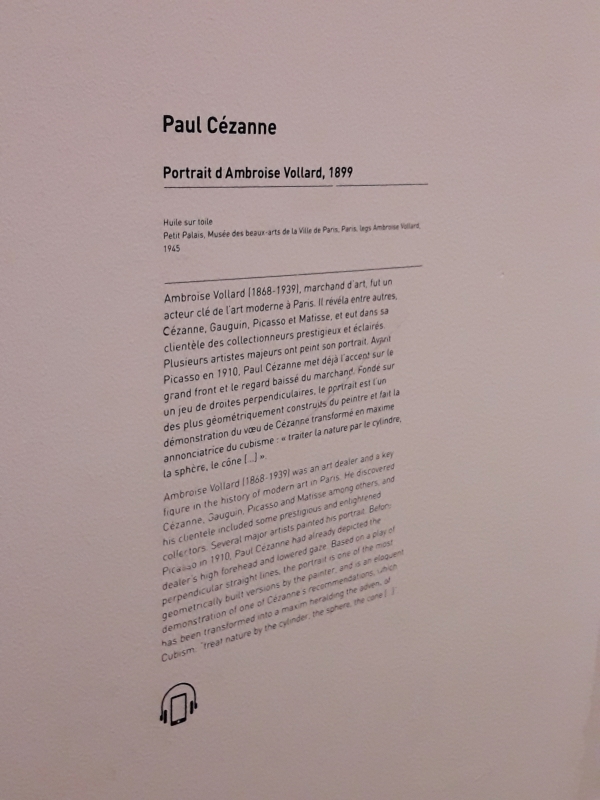 Paul Cézanne
Portrait d Ambroise Vollard, 1899
Huile sur toile
Petit Palais, Musée des beaux-arts de la Ville de Paris, Paris, legs Ambroise Vollard,
1945
Ambroise Vollard (1868-1939), marchand d'art, fut un
acteur clé de l'art moderne à Paris. Il révéla entre autres,
Cézanne, Gauguin, Picasso et Matisse, et eut dans sa
clientèle des collectionneurs prestigieux et éclairés.
Plusieurs artistes majeurs ont peint son portrait. Avant
Picasso en 1910, Paul Cézanne met déjà l'accent sur le
grand front et le regard baissé du marchand. Fondé sur
un jeu de droites perpendiculaires, le portrait est l'un
des plus géométriquement construits du peintre et fait la
démonstration du vœu de Cézanne transformé en maxime
annonciatrice du cubisme : « traiter la nature par le cylindre,
la sphère, le cône [...] ».
Ambroise Vollard (1868-1939) was an art dealer and a key
figure in the history of modern art in Paris. He discovered
Cézanne, Gauguin, Picasso and Matisse among others, and
his clientele included some prestigious and enlightened
collectors. Several major artists painted his portrait. Before
Picasso in 1910, Paul Cézanne had already depicted the
dealer's high forehead and lowered gaze. Based on a play of
perpendicular straight lines, the portrait is one of the most
geometrically built versions by the painter, and is an eloquent
demonstration of one of Cézanne's recommendations, which
has been transformed into a maxim heralding the advent of
Cubism. "treat nature by the cylinder, the sphere, the cone [...]